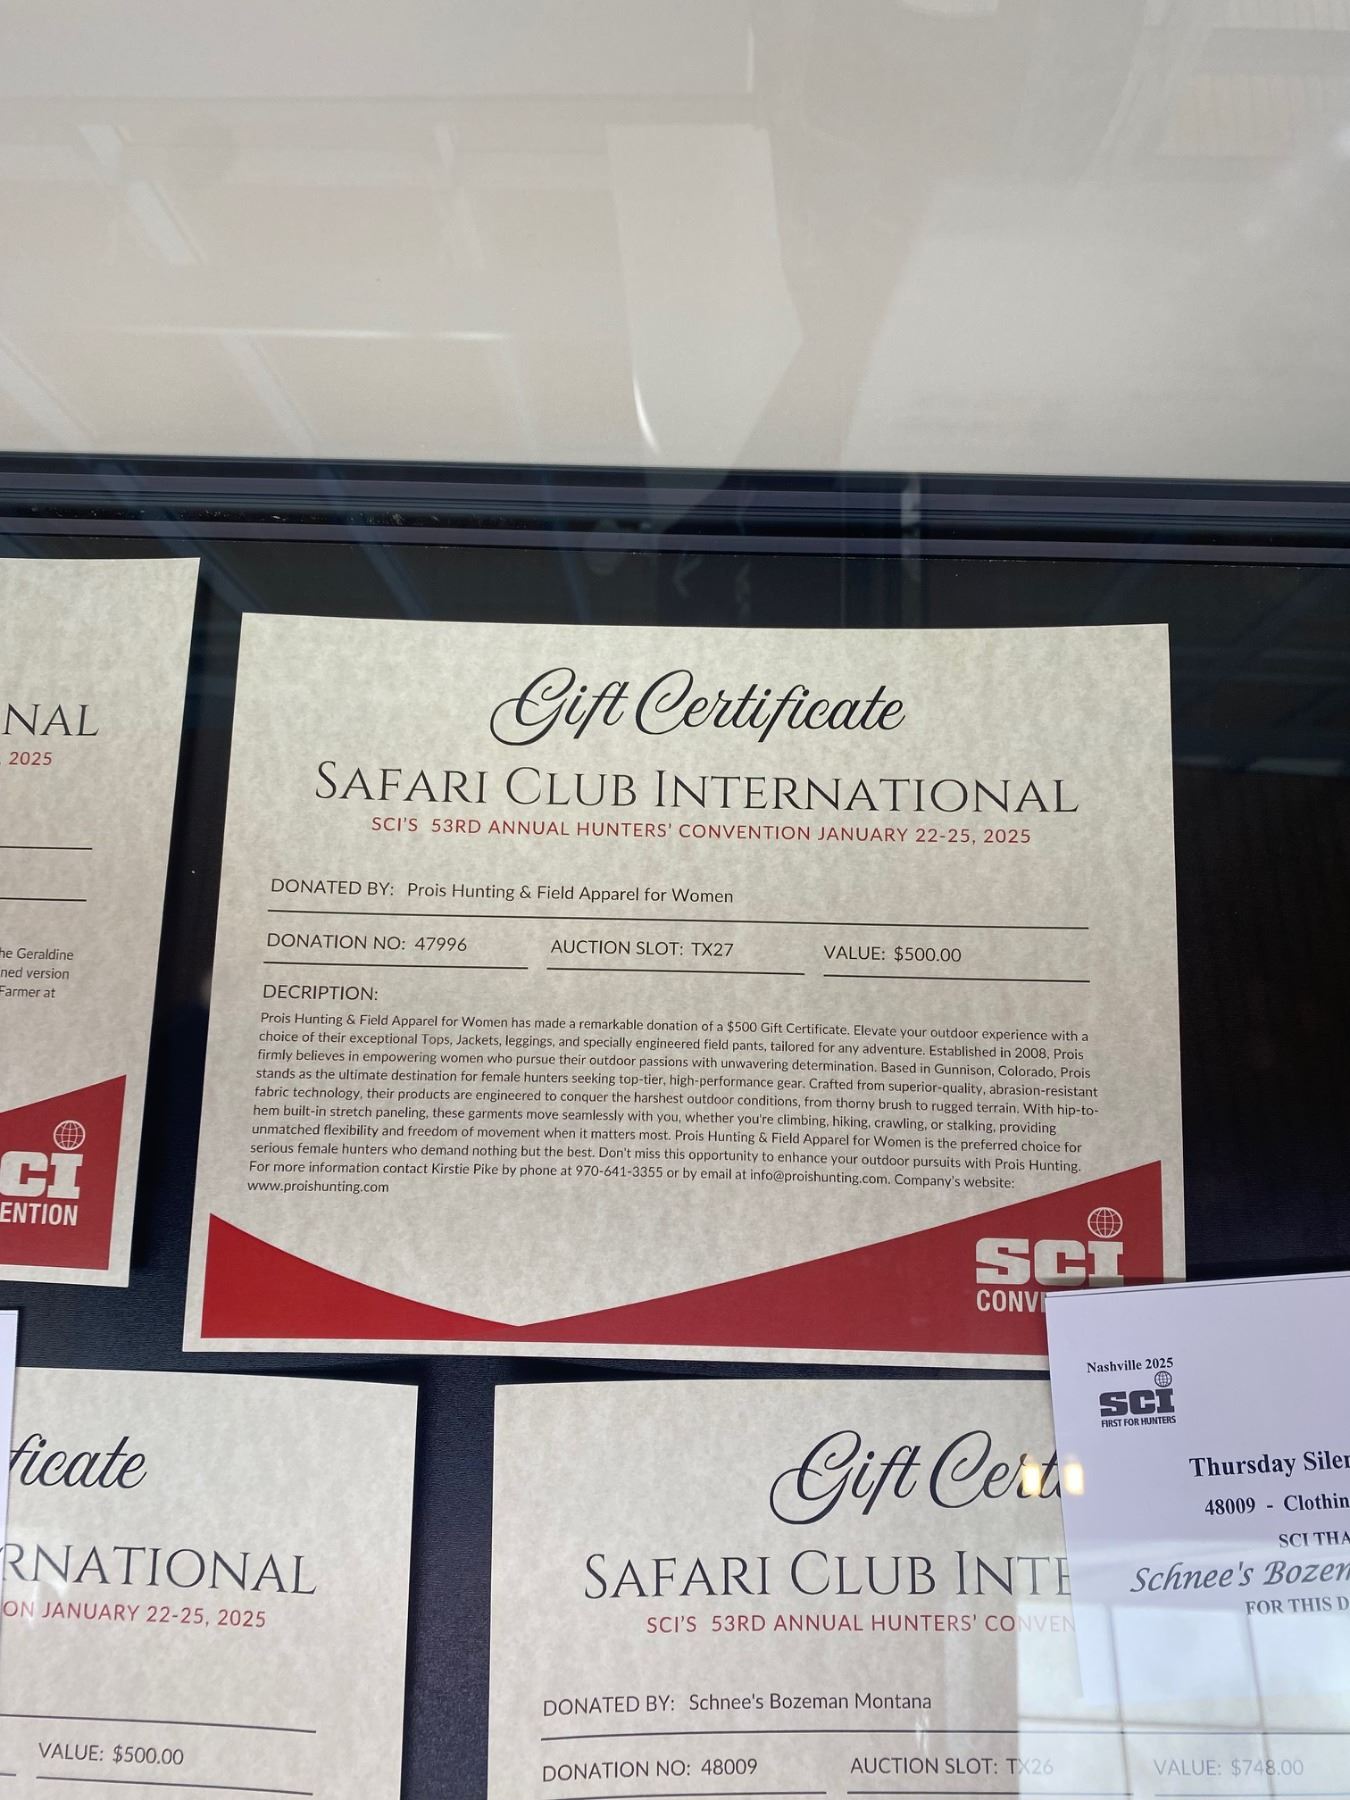 NAL
, 2025
he Geraldine
ned version
Farmer at
CI
ENTION
Gift Certificate
SAFARI CLUB INTERNATIONAL
SCI'S 53RD ANNUAL HUNTERS' CONVENTION JANUARY 22-25, 2025
DONATED BY: Prois Hunting & Field Apparel for Women
DONATION NO: 47996 AUCTION SLOT: TX27 VALUE: $500.00
DECRIPTION:
Prois Hunting & Field Apparel for Women has made a remarkable donation of a $500 Gift Certificate. Elevate your outdoor experience with a
choice of their exceptional Tops, Jackets, leggings, and specially engineered field pants, tailored for any adventure. Established in 2008, Prois
firmly believes in empowering women who pursue their outdoor passions with unwavering determination. Based in Gunnison, Colorado, Prois
stands as the ultimate destination for female hunters seeking top-tier, high-performance gear. Crafted from superior-quality, abrasion-resistant
fabric technology, their products are engineered to conquer the harshest outdoor conditions, from thorny brush to rugged terrain. With hip-to-
hem built-in stretch paneling, these garments move seamlessly with you, whether you're climbing, hiking, crawling, or stalking, providing
unmatched flexibility and freedom of movement when it matters most. Prois Hunting & Field Apparel for Women is the preferred choice for
serious female hunters who demand nothing but the best. Don't miss this opportunity to enhance your outdoor pursuits with Prois Hunting.
For more information contact Kirstie Pike by phone at 970-641-3355 or by email at info@proishunting.com. Company's website:
www.proishunting.com
SCI
CONV
ficate
RNATIONAL
ON JANUARY 22-25, 2025
VALUE: $500.00
Gift Cert
SAFARI CLUB INTE
SCI'S 53RD ANNUAL HUNTERS' CONVEN
DONATED BY: Schnee's Bozeman Montana
DONATION NO: 48009 AUCTION SLOT: TX26 VALUE: $748.00
Nashville 2025
SCI
FIRST FOR HUNTERS
Thursday Siler
48009 - Clothin
SCI THA
Schnee's Bozen
FOR THIS D